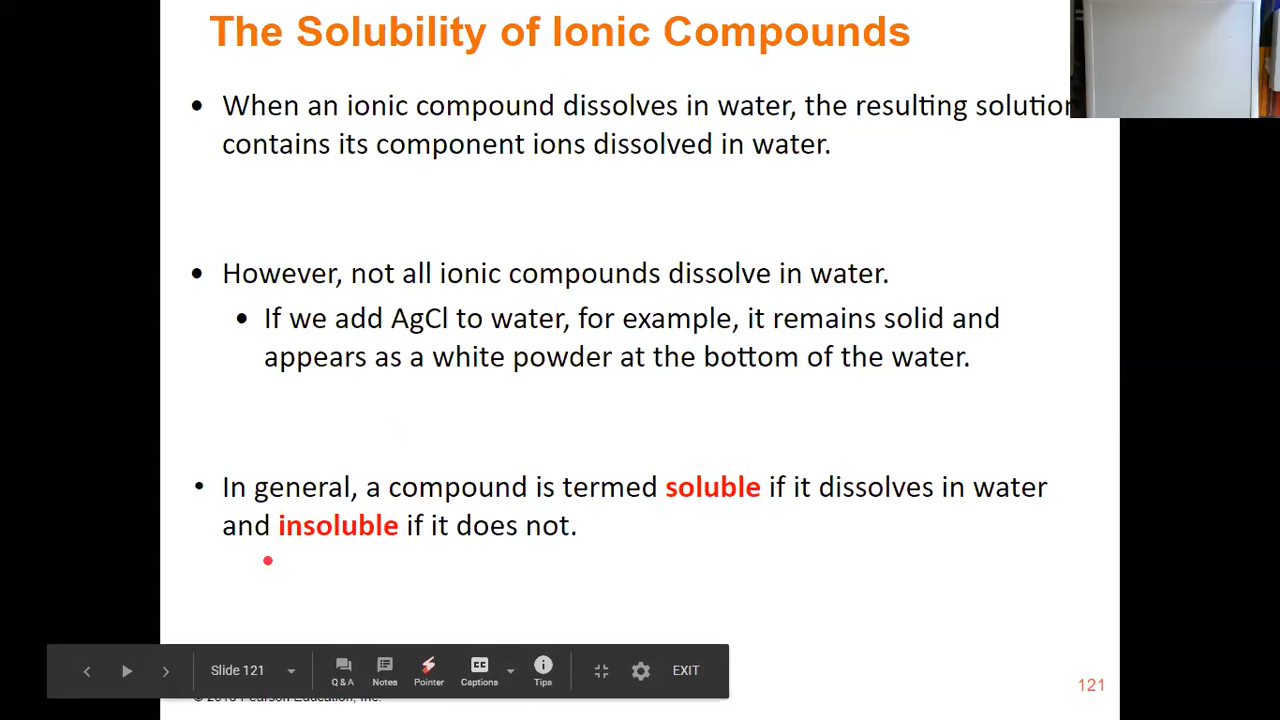 The Solubility of Ionic Compounds
• When an ionic compound dissolves in water, the resulting solution
contains its component ions dissolved in water.
• However, not all ionic compounds dissolve in water.
• If we add AgCl to water, for example, it remains solid and
appears as a white powder at the bottom of the water.
• In general, a compound is termed soluble if it dissolves in water
and insoluble if it does not.
Slide 121
Q & A
Notes
Pointer
CC
Captions
Tips
EXIT
Pearson Education, Inc.
121